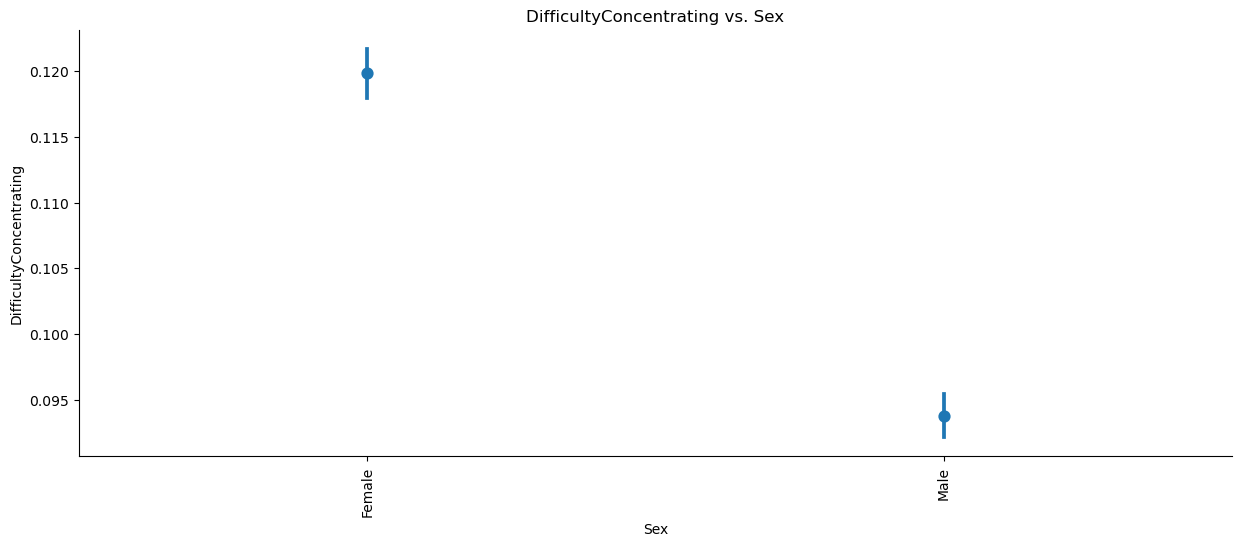 DifficultyConcentrating vs. Sex
0.120
0.115
0.110
0.105
0.100
0.095
DifficultyConcentrating
Female
Male
Sex